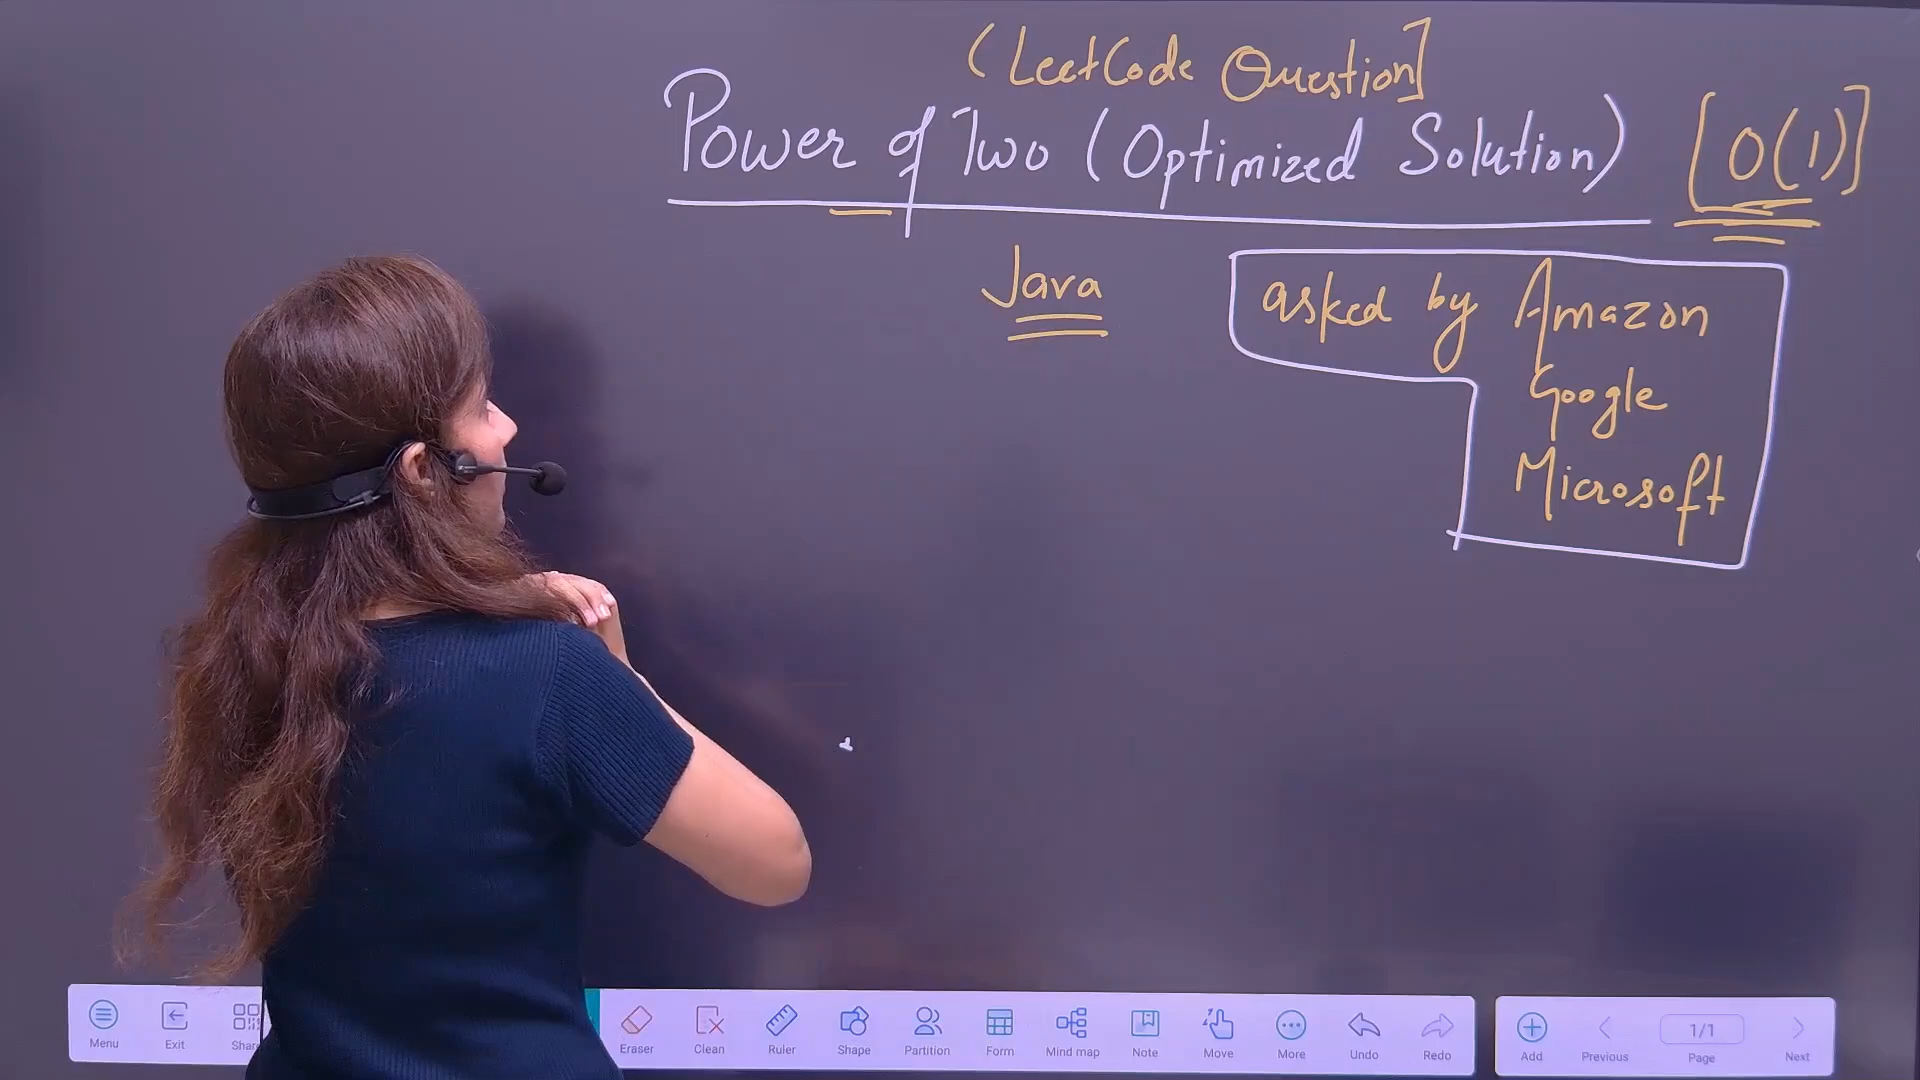 (LeetCode Question]
Power of Two (Optimized Solution) [O(1)]
Java
asked by Amazon
Google
Microsoft
Menu Exit Share Eraser Clean Ruler Shape Partition Form Mind map Note Move More Undo Redo Add Previous 1/1 Page Next